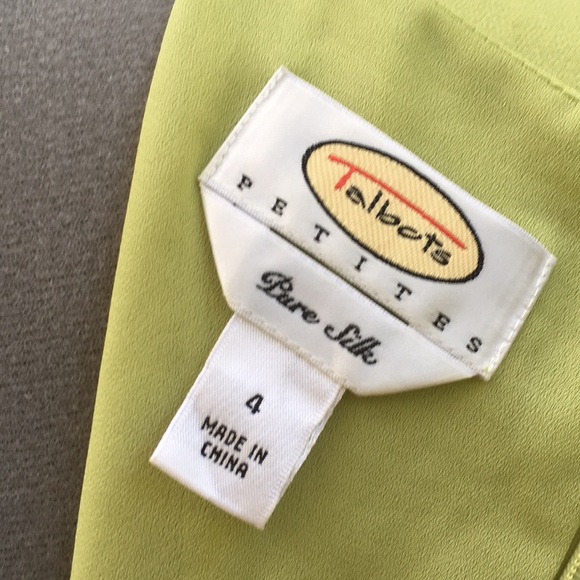 Talbots
PETITES
Pure Silk
4
MADE IN
CHINA